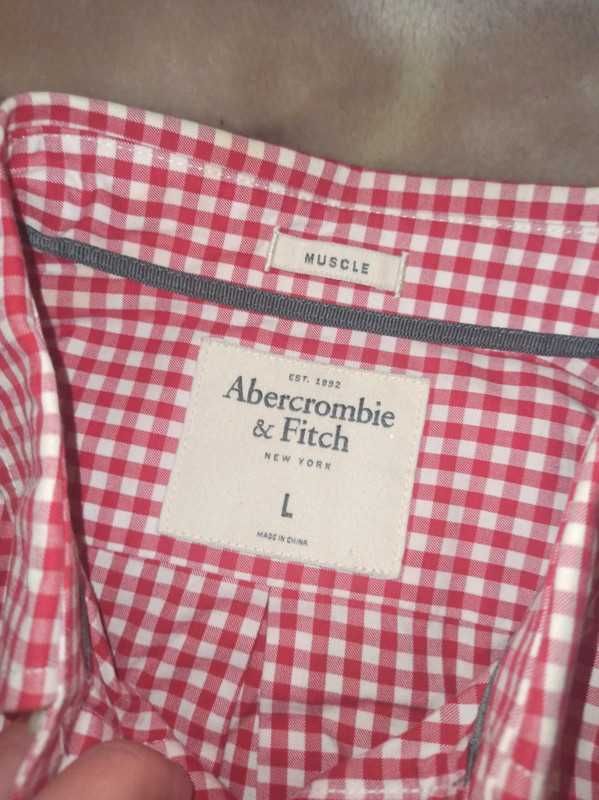 MUSCLE
EST. 1892
Abercrombie
& Fitch
NEW YORK
L
MADE IN CHINA